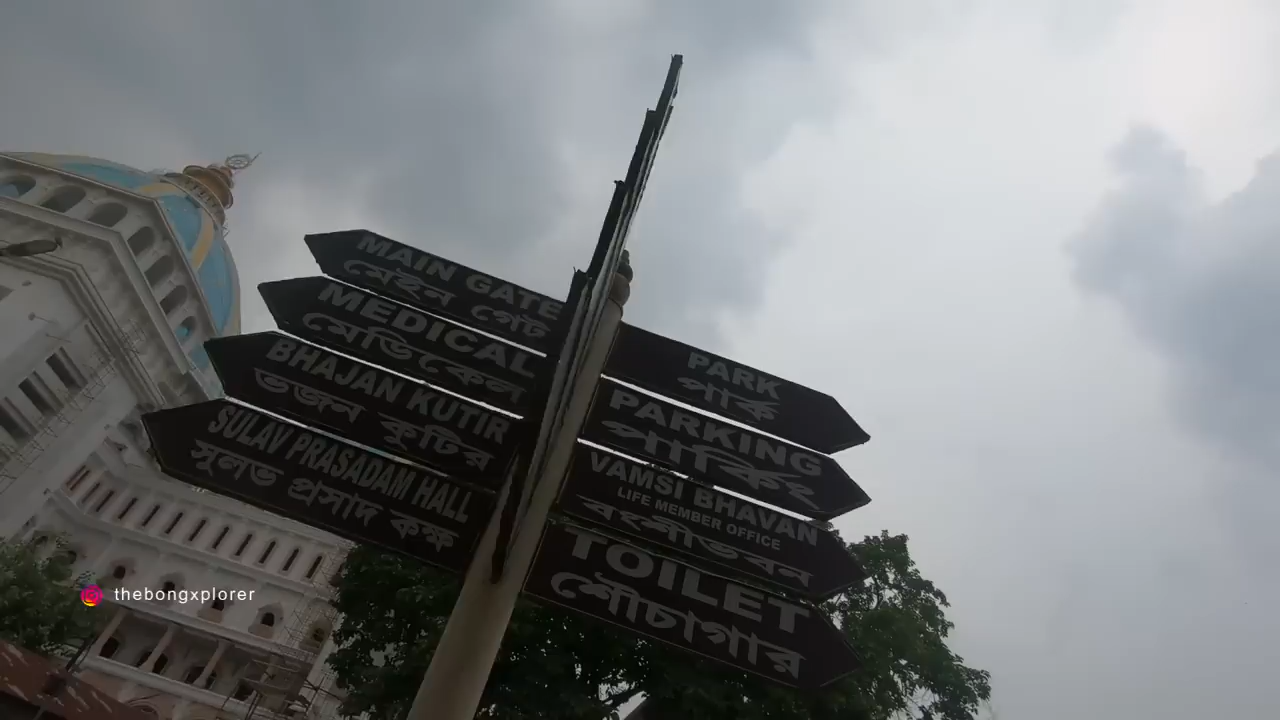 MAIN GATE
মেইন গেট
MEDICAL
মেডিকেল
BHAJAN KUTIR
ভজন কুটির
SULAV PRASADAM HALL
সুলভ প্রসাদ কক্ষ
PARK
পার্ক
PARKING
পার্কিং
VAMSI BHAVAN
LIFE MEMBER OFFICE
বংশীভবন
TOILET
শৌচাগার
thebongxplorer